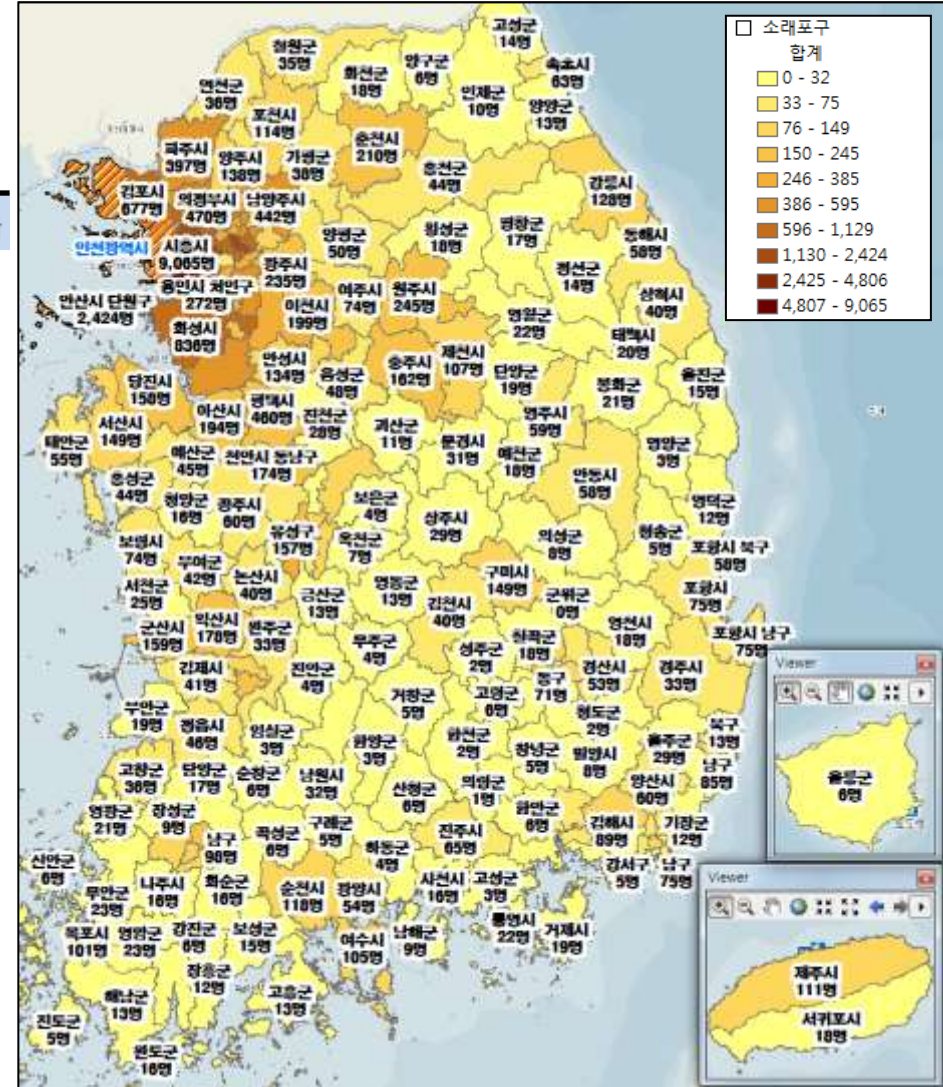 고성군
14명
철원군
35명
화천군
18명
양구군
6명
속초시
63명
연천군
36명
인제군
10명
양양군
13명
포천시
114명
순천시
210명
파주시
397명
양주시
138명
가평군
38명
홍천군
44명
강릉시
128명
김포시
677명
의정부시
470명
남양주시
442명
인천광역시
시흥시
9,065명
양평군
50명
횡성군
18명
평창군
17명
동해시
58명
광주시
235명
정선군
14명
안산시 단원구
2,424명
용인시 처인구
272명
이천시
199명
여주시
74명
원주시
245명
영월군
22명
삼척시
40명
화성시
836명
태백시
20명
안성시
134명
음성군
48명
충주시
162명
제천시
107명
단양군
19명
봉화군
21명
울진군
15명
당진시
158명
서산시
149명
아산시
194명
평택시
460명
진천군
28명
괴산군
11명
문경시
31명
영주시
59명
예천군
18명
영양군
3명
태안군
55명
예산군
45명
천안시 동남구
174명
안동시
58명
홍성군
44명
청양군
16명
공주시
60명
보은군
4명
상주시
29명
영덕군
12명
보령시
74명
유성구
157명
옥천군
7명
의성군
8명
청송군
5명
포항시 북구
58명
부여군
42명
논산시
40명
서천군
25명
금산군
13명
영동군
13명
김천시
40명
구미시
149명
군위군
0명
포항시
75명
군산시
159명
익산시
178명
완주군
33명
무주군
4명
성주군
2명
칠곡군
18명
영천시
18명
포항시 남구
75명
김제시
41명
진안군
4명
동구
71명
경산시
53명
경주시
33명
부안군
19명
정읍시
46명
임실군
3명
거창군
5명
고령군
6명
청도군
2명
함양군
3명
합천군
2명
창녕군
5명
밀양시
8명
울주군
29명
북구
13명
고창군
36명
담양군
17명
순창군
6명
남원시
32명
산청군
6명
의령군
1명
양산시
60명
남구
85명
영광군
21명
장성군
9명
함안군
6명
김해시
89명
기장군
12명
남구
98명
곡성군
6명
구례군
5명
하동군
4명
진주시
65명
강서구
5명
남구
75명
신안군
6명
무안군
23명
나주시
16명
화순군
16명
순천시
118명
광양시
54명
사천시
16명
고성군
3명
목포시
101명
영암군
23명
강진군
6명
보성군
15명
여수시
105명
남해군
9명
통영시
22명
거제시
19명
장흥군
12명
해남군
13명
고흥군
13명
진도군
5명
완도군
16명
소래포구
합계
0 - 32
33 - 75
76 - 149
150 - 245
246 - 385
386 - 595
596 - 1,129
1,130 - 2,424
2,425 - 4,806
4,807 - 9,065
Viewer
울릉군
6명
Viewer
제주시
111명
서귀포시
18명